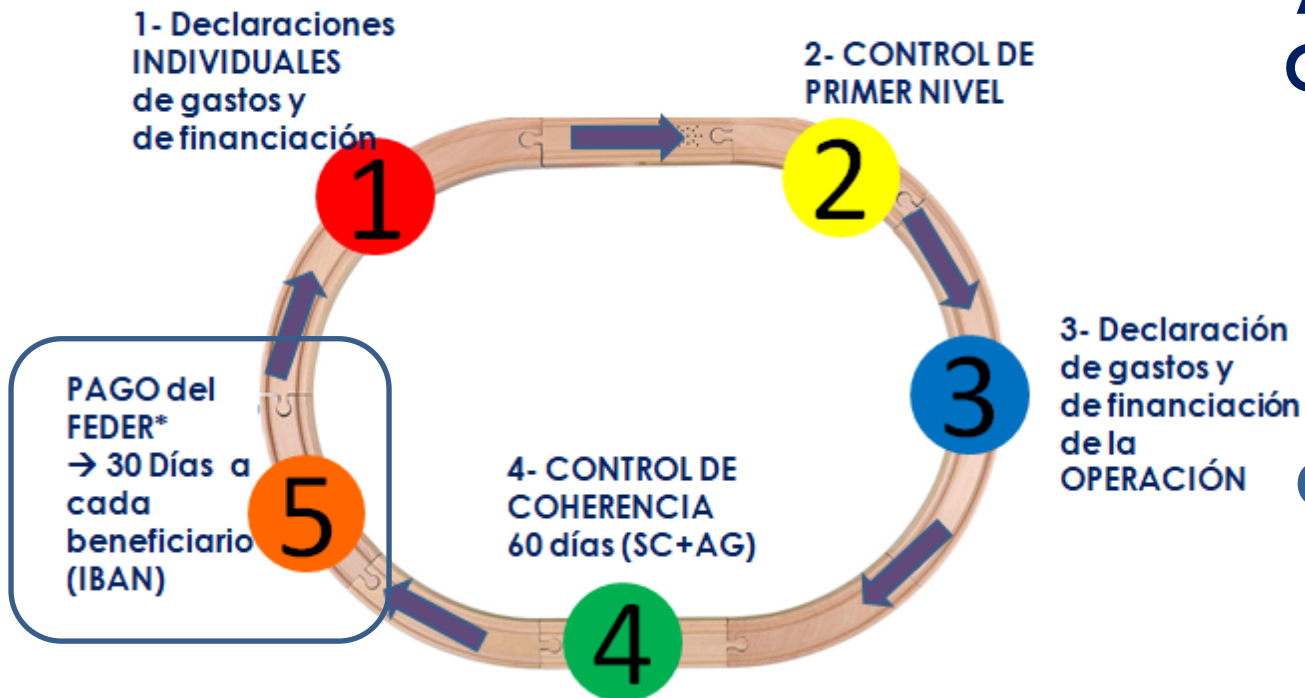 1- Declaraciones
INDIVIDUALES
de gastos y
de financiación
1
2- CONTROL DE
PRIMER NIVEL
2
3- Declaración
de gastos y
de financiación
de la
OPERACIÓN
3
4- CONTROL DE
COHERENCIA
60 días (SC+AG)
4
PAGO del
FEDER*
→ 30 Días a
cada
beneficiario
(IBAN)
5